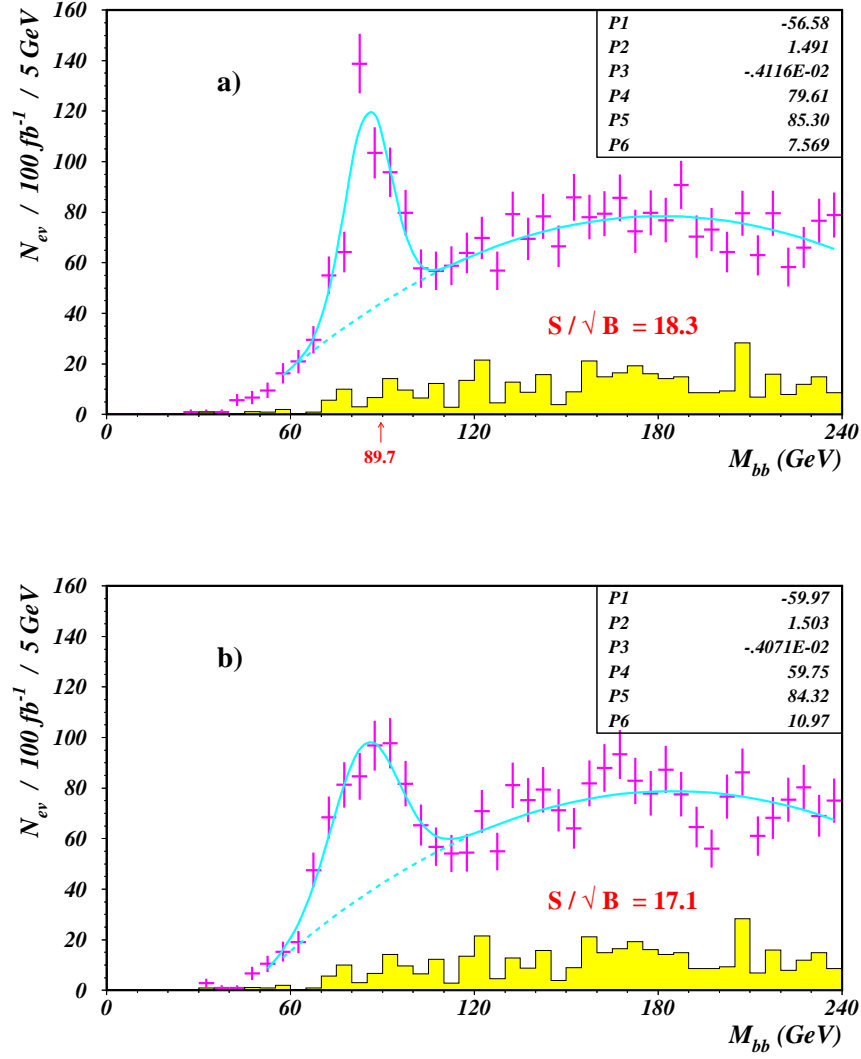 160
140
120
100
80
60
40
20
0
N_ev / 100 fb^-1 / 5 GeV
a)
P1 -56.58
P2 1.491
P3 -.4116E-02
P4 79.61
P5 85.30
P6 7.569
S / √ B = 18.3
0 60 120 180 240
89.7
M_bb (GeV)
160
140
120
100
80
60
40
20
0
N_ev / 100 fb^-1 / 5 GeV
b)
P1 -59.97
P2 1.503
P3 -.4071E-02
P4 59.75
P5 84.32
P6 10.97
S / √ B = 17.1
0 60 120 180 240
M_bb (GeV)